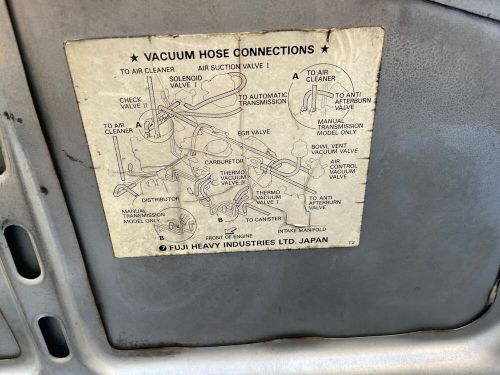 ★ VACUUM HOSE CONNECTIONS ★
TO AIR CLEANER
AIR SUCTION VALVE I
SOLENOID
VALVE I
CHECK
VALVE II
TO AUTOMATIC
TRANSMISSION
A
TO AIR
CLEANER
TO ANTI
AFTERBURN
VALVE
MANUAL
TRANSMISSION
MODEL ONLY
A
TO AIR
CLEANER
EGR VALVE
BOWL VENT
VACUUM VALVE
CARBURETOR
AIR
CONTROL
VACUUM
VALVE
THERMO
VACUUM
VALVE II
DISTRIBUTOR
THERMO
VACUUM
VALVE I
TO ANTI
AFTERBURN
VALVE
MANUAL
TRANSMISSION
MODEL ONLY
B
B
TO CANISTER
FRONT OF ENGINE
INTAKE MANIFOLD
FUJI HEAVY INDUSTRIES LTD. JAPAN
T2